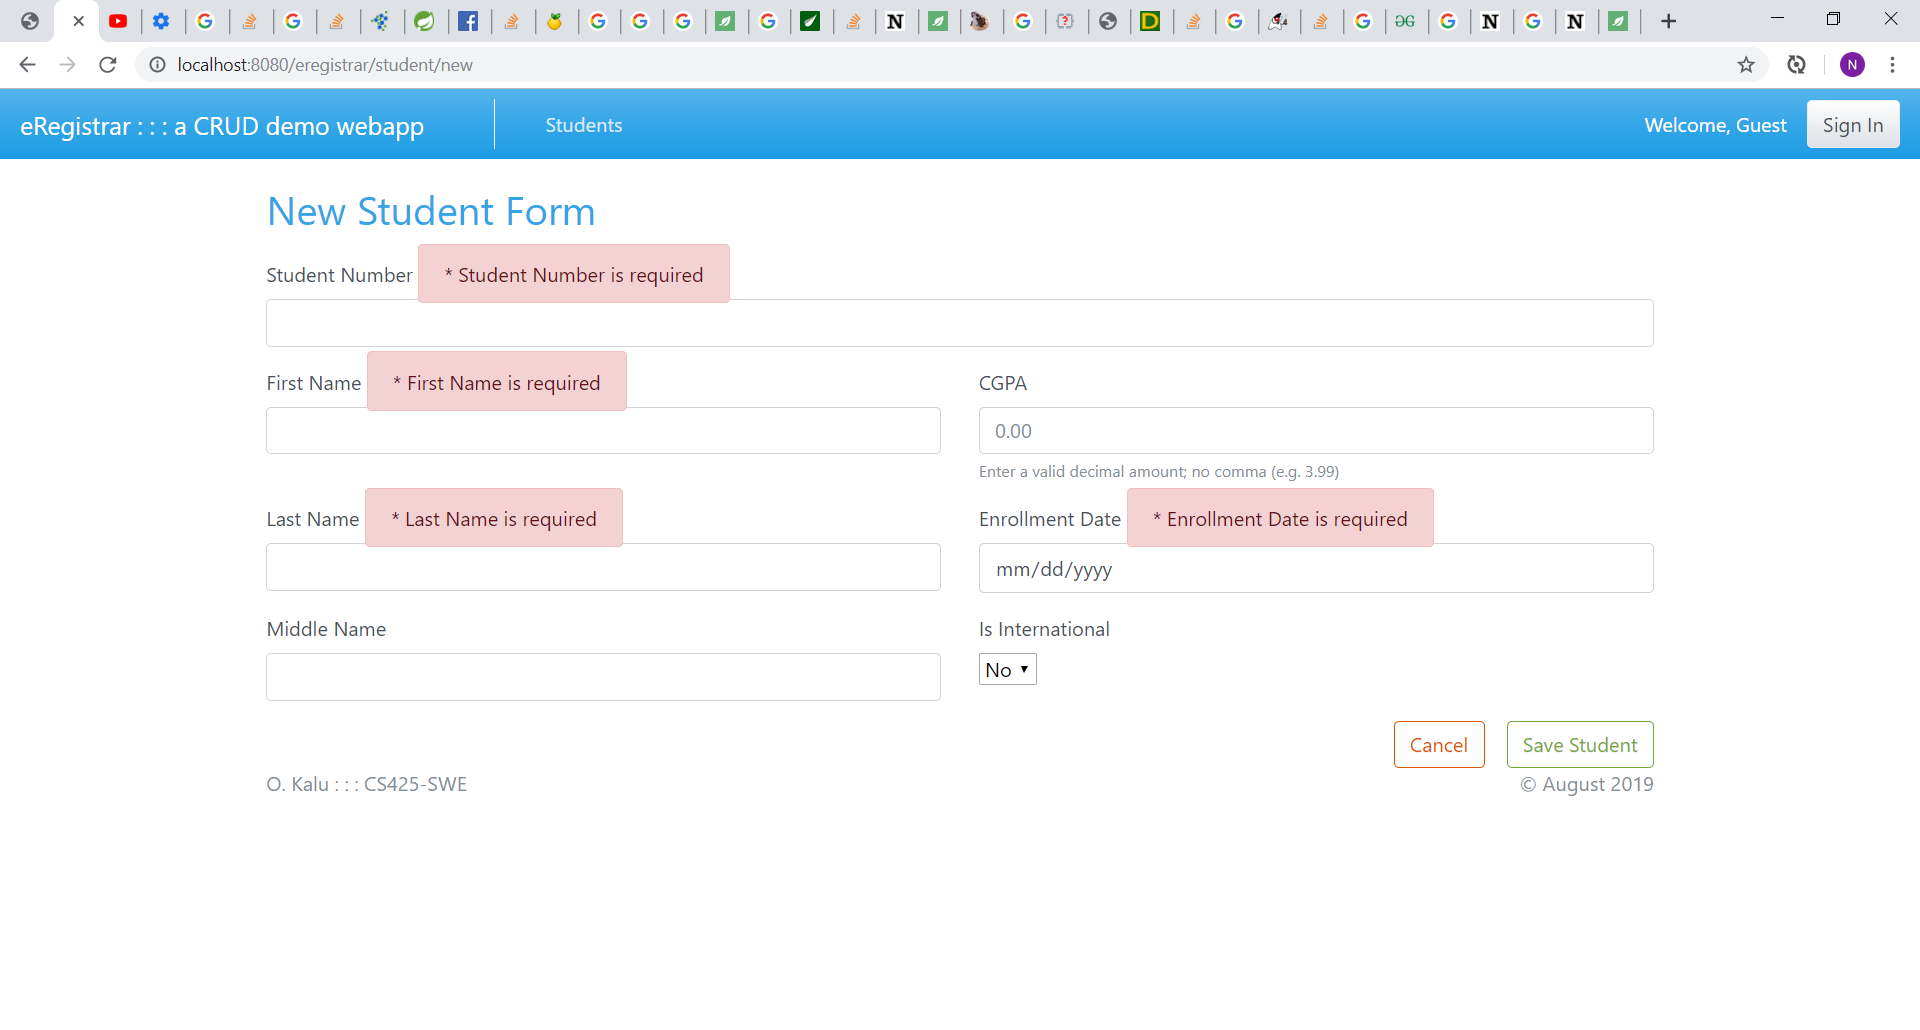 localhost:8080/eregistrar/student/new
N
eRegistrar : : : a CRUD demo webapp
Students
Welcome, Guest
Sign In
New Student Form
Student Number * Student Number is required
First Name * First Name is required
CGPA
0.00
Enter a valid decimal amount; no comma (e.g. 3.99)
Last Name * Last Name is required
Enrollment Date * Enrollment Date is required
mm/dd/yyyy
Middle Name
Is International
No
Cancel
Save Student
O. Kalu : : : CS425-SWE
© August 2019